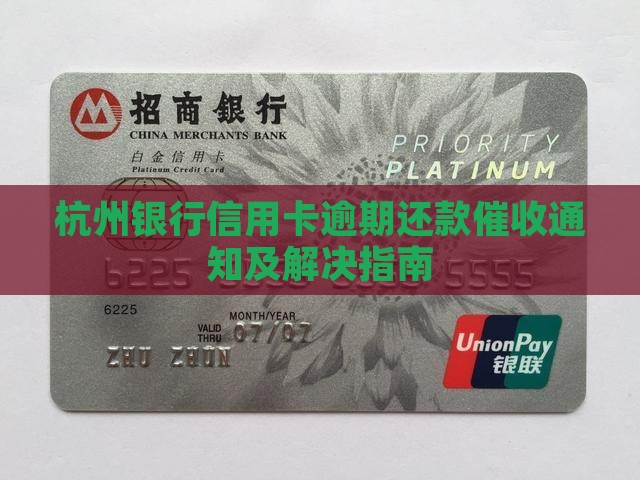 招商銀行
CHINA MERCHANTS BANK
白金信用卡
Platinum Credit Card
PRIORITY
PLATINUM
杭州银行信用卡逾期还款催收通
知及解决指南
6225 5555
6225
MONTH/YEAR
VALID
THRU 07/07
ZHU ZHUN
UnionPay
银联